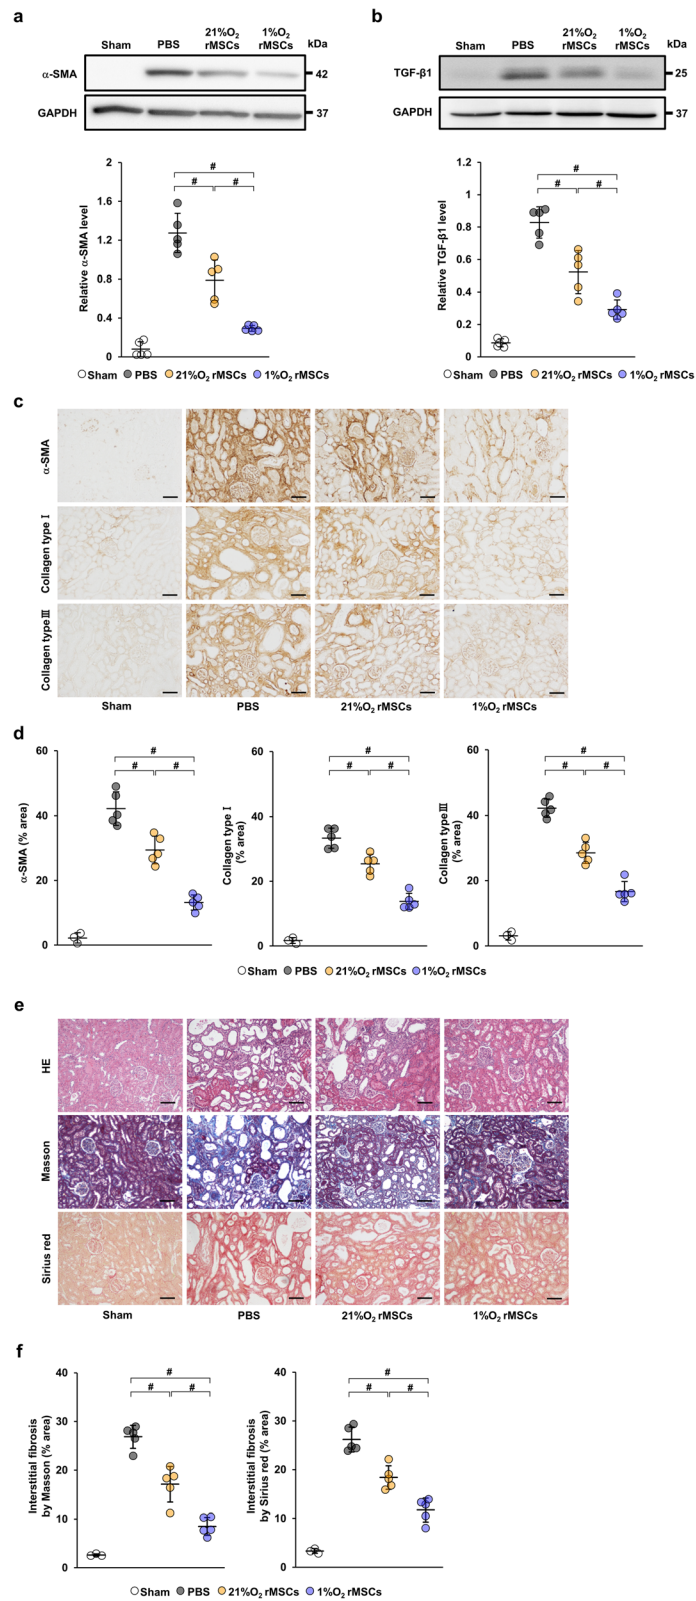 a
Sham PBS 21%O2 rMSCs 1%O2 rMSCs kDa
α-SMA 42
GAPDH 37
Relative α-SMA level
2
1.6
1.2
0.8
0.4
0
# # #
Sham PBS 21%O2 rMSCs 1%O2 rMSCs
b
Sham PBS 21%O2 rMSCs 1%O2 rMSCs kDa
TGF-β1 25
GAPDH 37
Relative TGF-β1 level
1.2
1
0.8
0.6
0.4
0.2
0
# # #
Sham PBS 21%O2 rMSCs 1%O2 rMSCs
c
α-SMA
Collagen type I
Collagen type III
Sham PBS 21%O2 rMSCs 1%O2 rMSCs
d
α-SMA (% area)
60
40
20
0
# # #
Collagen type I
(% area)
60
40
20
0
# # #
Collagen type III
(% area)
60
40
20
0
# # #
Sham PBS 21%O2 rMSCs 1%O2 rMSCs
e
HE
Masson
Sirius red
Sham PBS 21%O2 rMSCs 1%O2 rMSCs
f
Interstitial fibrosis
by Masson (% area)
40
30
20
10
0
# # #
Interstitial fibrosis
by Sirius red (% area)
40
30
20
10
0
# # #
Sham PBS 21%O2 rMSCs 1%O2 rMSCs